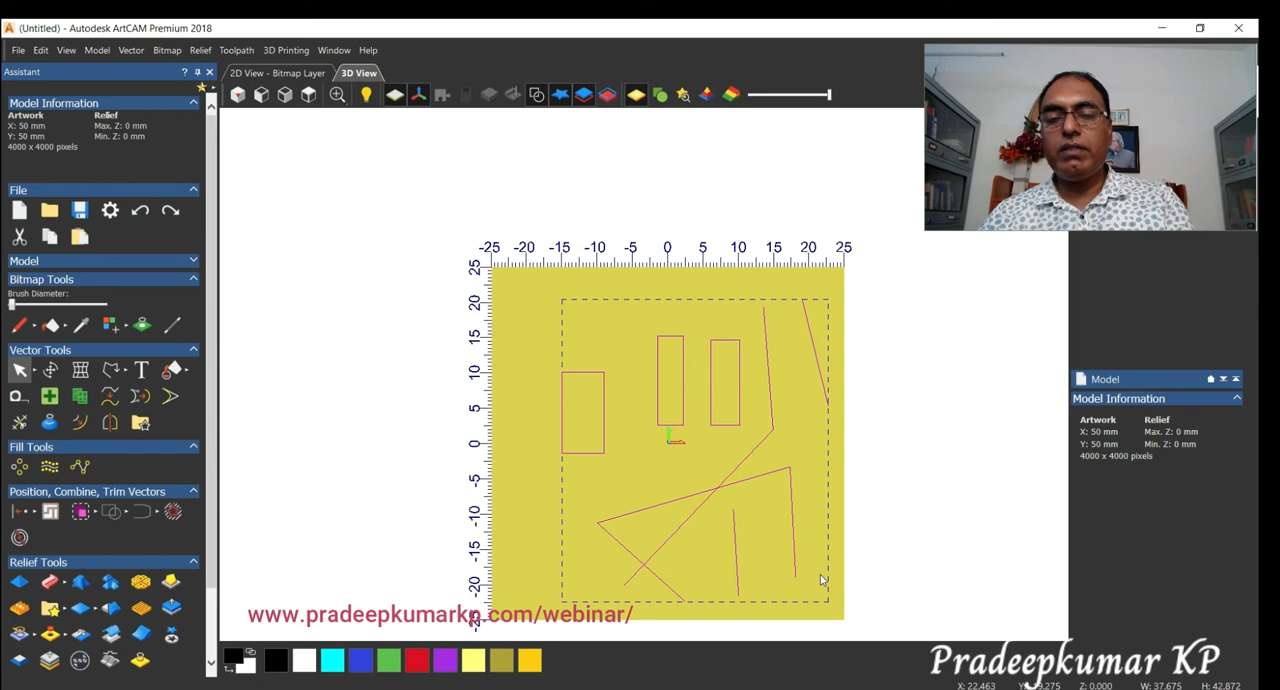 (Untitled) - Autodesk ArtCAM Premium 2018
File Edit View Model Vector Bitmap Relief Toolpath 3D Printing Window Help
Assistant
2D View - Bitmap Layer 3D View
Model Information
Artwork Relief
X: 50 mm Max. Z: 0 mm
Y: 50 mm Min. Z: 0 mm
4000 x 4000 pixels
File
Model
Bitmap Tools
Brush Diameter:
Vector Tools
Fill Tools
Position, Combine, Trim Vectors
Relief Tools
-25 -20 -15 -10 -5 0 5 10 15 20 25
25
20
15
10
5
0
-5
-10
-15
-20
Model
Model Information
Artwork Relief
X: 50 mm Max. Z: 0 mm
Y: 50 mm Min. Z: 0 mm
4000 x 4000 pixels
www.pradeepkumarkp.com/webinar/
Pradeepkumar KP
X: 22.463 Z: 0.000 W: 37.675 H: 42.872